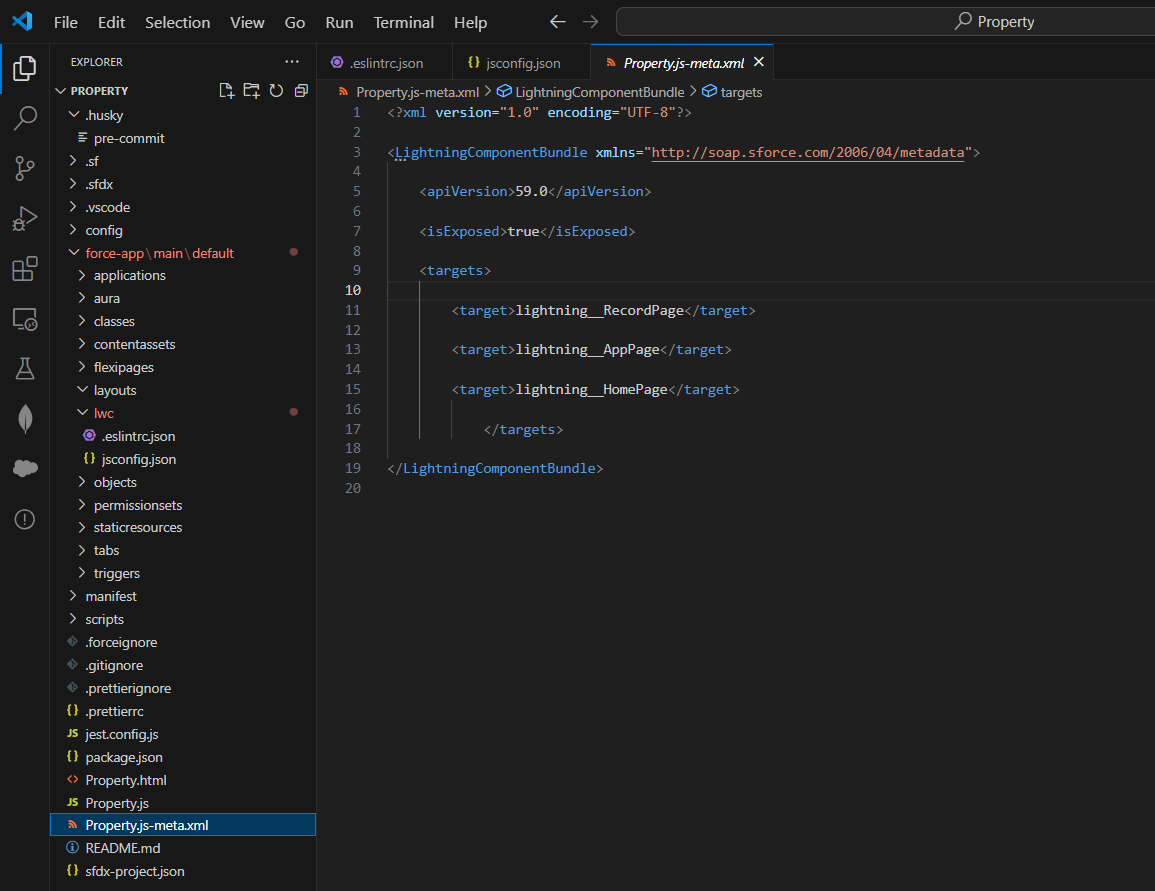 File Edit Selection View Go Run Terminal Help
Property
EXPLORER
PROPERTY
.husky
pre-commit
.sf
.sfdx
.vscode
config
force-app\main\default
applications
aura
classes
contentassets
flexipages
layouts
lwc
.eslintrc.json
jsconfig.json
objects
permissionsets
staticresources
tabs
triggers
manifest
scripts
.forceignore
.gitignore
.prettierignore
.prettierrc
jest.config.js
package.json
Property.html
JS Property.js
Property.js-meta.xml
README.md
sfdx-project.json
.eslintrc.json jsconfig.json Property.js-meta.xml
Property.js-meta.xml > LightningComponentBundle > targets
1 <?xml version="1.0" encoding="UTF-8"?>
2
3 <LightningComponentBundle xmlns="http://soap.sforce.com/2006/04/metadata">
4
5 <apiVersion>59.0</apiVersion>
6
7 <isExposed>true</isExposed>
8
9 <targets>
10
11 <target>lightning__RecordPage</target>
12
13 <target>lightning__AppPage</target>
14
15 <target>lightning__HomePage</target>
16
17 </targets>
18
19 </LightningComponentBundle>
20